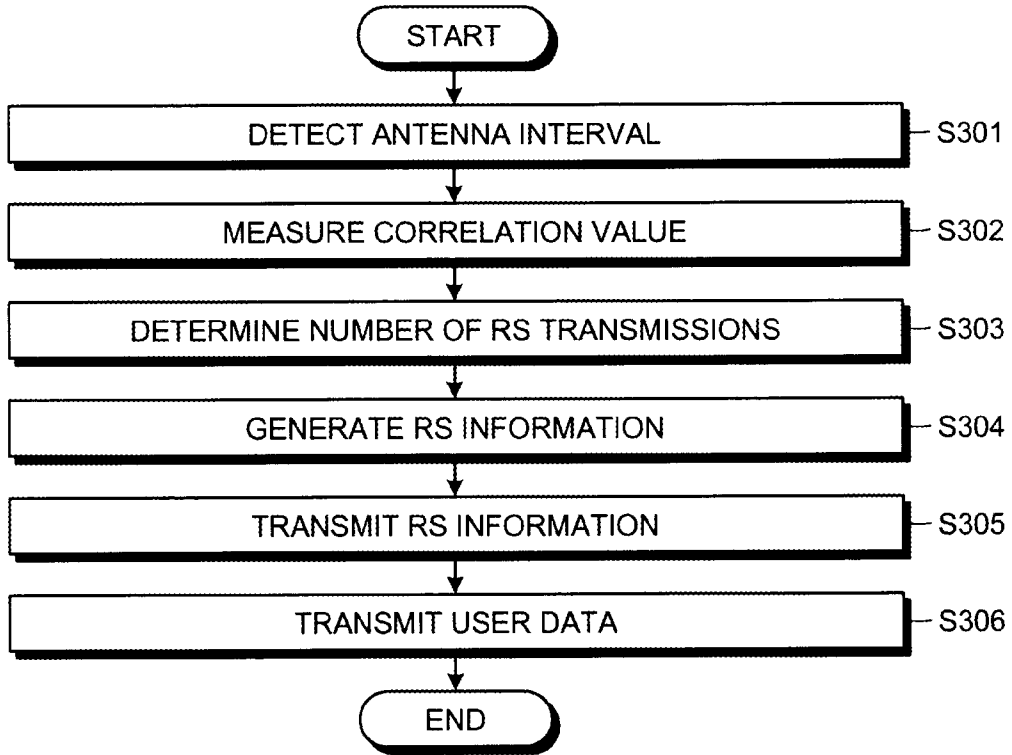 START
DETECT ANTENNA INTERVAL S301
MEASURE CORRELATION VALUE S302
DETERMINE NUMBER OF RS TRANSMISSIONS S303
GENERATE RS INFORMATION S304
TRANSMIT RS INFORMATION S305
TRANSMIT USER DATA S306
END